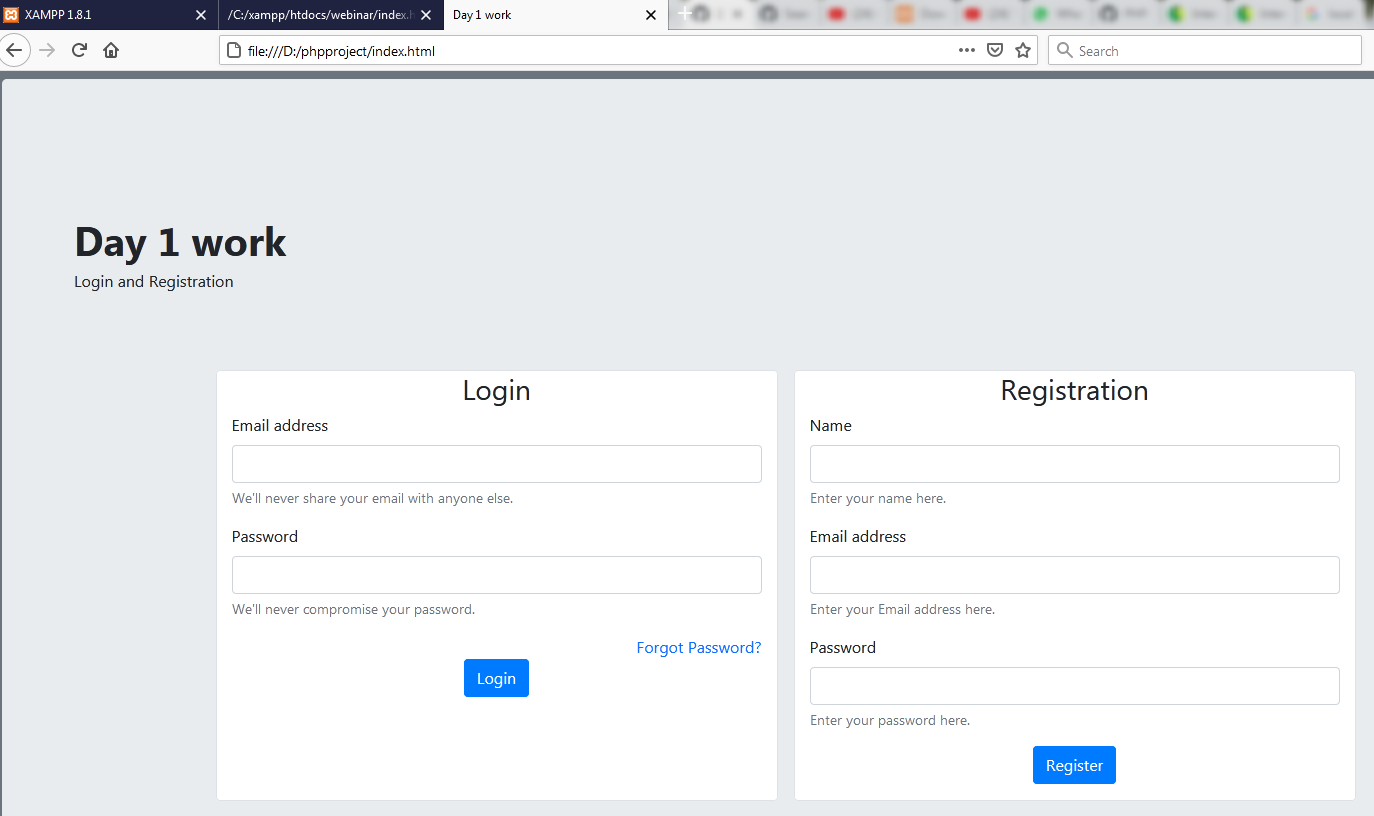 XAMPP 1.8.1
/C:/xampp/htdocs/webinar/index.h
Day 1 work
file:///D:/phpproject/index.html
Search
Day 1 work
Login and Registration
Login
Email address
We'll never share your email with anyone else.
Password
We'll never compromise your password.
Forgot Password?
Login
Registration
Name
Enter your name here.
Email address
Enter your Email address here.
Password
Enter your password here.
Register